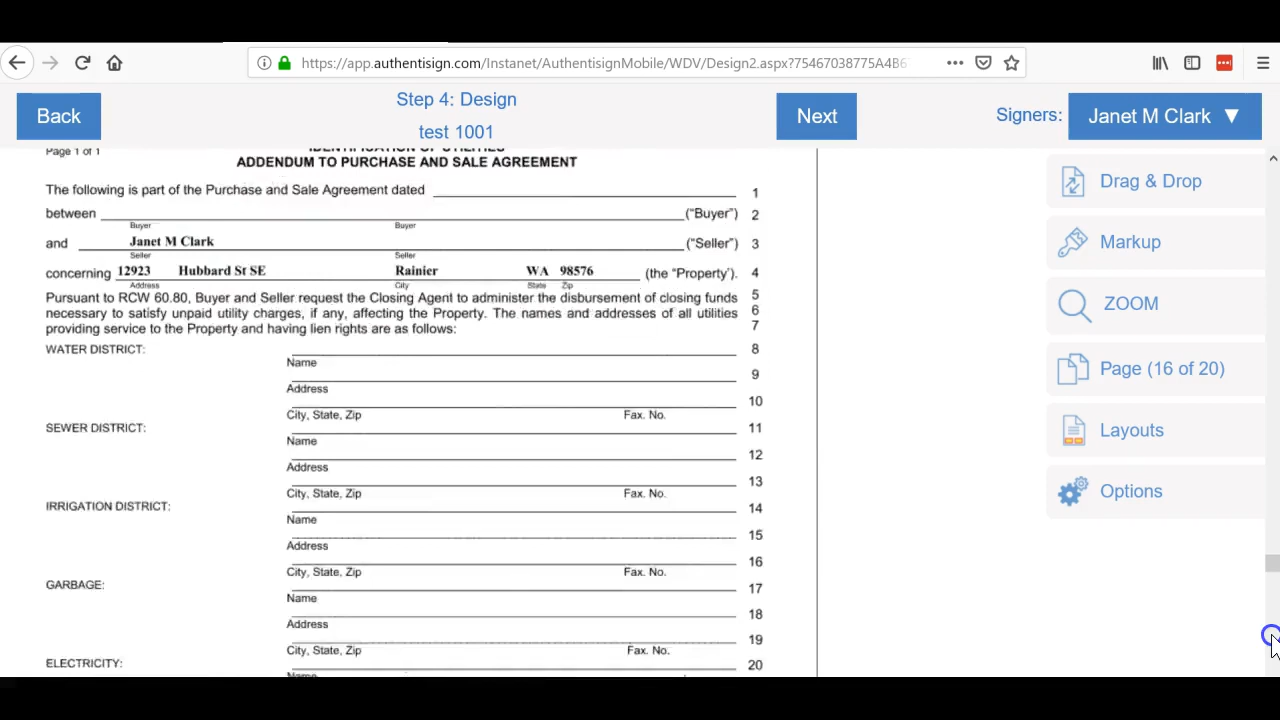 https://app.authentisign.com/Instanet/AuthentisignMobile/WDV/Design2.aspx?75467038775A4B6
Back
Step 4: Design
test 1001
Next
Signers:
Janet M Clark ▼
Page 1 of 1
IDENTIFICATION OF UTILITIES
ADDENDUM TO PURCHASE AND SALE AGREEMENT
The following is part of the Purchase and Sale Agreement dated 1
between ("Buyer") 2
Buyer Buyer
and Janet M Clark ("Seller") 3
Seller Seller
concerning 12923 Hubbard St SE Rainier WA 98576 (the "Property'). 4
Address City State Zip
Pursuant to RCW 60.80, Buyer and Seller request the Closing Agent to administer the disbursement of closing funds 5
necessary to satisfy unpaid utility charges, if any, affecting the Property. The names and addresses of all utilities 6
providing service to the Property and having lien rights are as follows: 7
WATER DISTRICT: 8
Name
9
Address
10
City, State, Zip Fax. No.
SEWER DISTRICT: 11
Name
12
Address
13
City, State, Zip Fax. No.
IRRIGATION DISTRICT: 14
Name
15
Address
16
City, State, Zip Fax. No.
GARBAGE: 17
Name
18
Address
19
City, State, Zip Fax. No.
ELECTRICITY: 20
Name
Drag & Drop
Markup
ZOOM
Page (16 of 20)
Layouts
Options